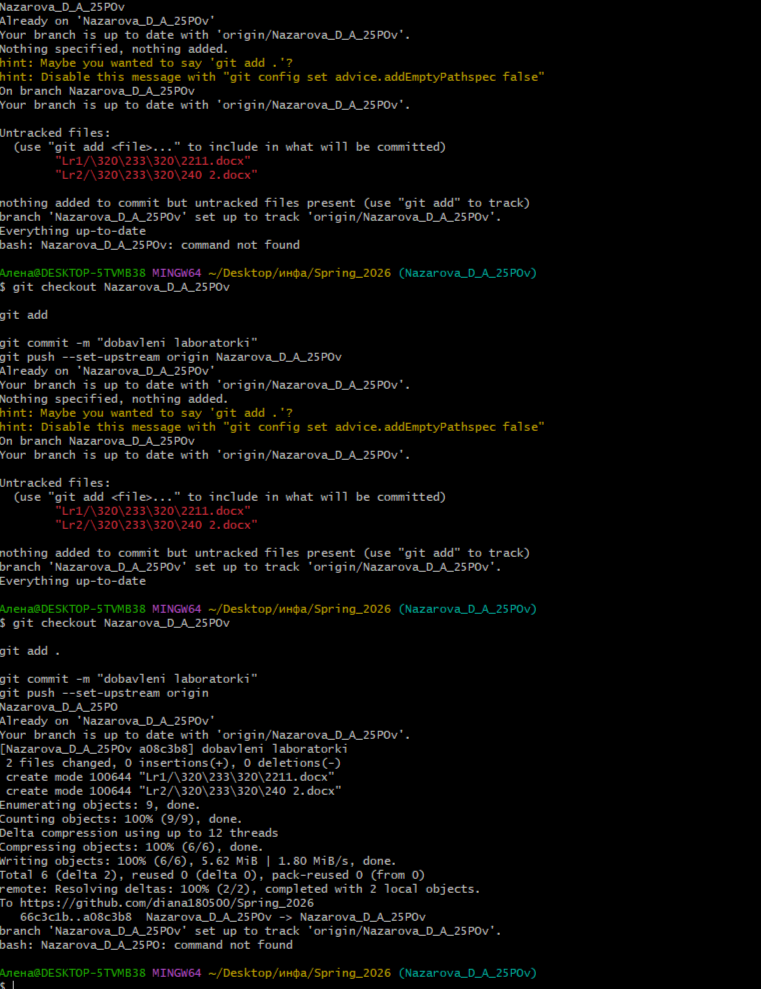 Nazarova_D_A_25POv
Already on 'Nazarova_D_A_25POv'
Your branch is up to date with 'origin/Nazarova_D_A_25POv'.
Nothing specified, nothing added.
hint: Maybe you wanted to say 'git add .'?
hint: Disable this message with "git config set advice.addEmptyPathspec false"
On branch Nazarova_D_A_25POv
Your branch is up to date with 'origin/Nazarova_D_A_25POv'.
Untracked files:
(use "git add <file>..." to include in what will be committed)
"Lr1/\320\233\320\2211.docx"
"Lr2/\320\233\320\240 2.docx"
nothing added to commit but untracked files present (use "git add" to track)
branch 'Nazarova_D_A_25POv' set up to track 'origin/Nazarova_D_A_25POv'.
Everything up-to-date
bash: Nazarova_D_A_25POv: command not found
Алена@DESKTOP-5TVMB38 MINGW64 ~/Desktop/инфа/Spring_2026 (Nazarova_D_A_25POv)
$ git checkout Nazarova_D_A_25POv
git add
git commit -m "dobavleni laboratorki"
git push --set-upstream origin Nazarova_D_A_25POv
Already on 'Nazarova_D_A_25POv'
Your branch is up to date with 'origin/Nazarova_D_A_25POv'.
Nothing specified, nothing added.
hint: Maybe you wanted to say 'git add .'?
hint: Disable this message with "git config set advice.addEmptyPathspec false"
On branch Nazarova_D_A_25POv
Your branch is up to date with 'origin/Nazarova_D_A_25POv'.
Untracked files:
(use "git add <file>..." to include in what will be committed)
"Lr1/\320\233\320\2211.docx"
"Lr2/\320\233\320\240 2.docx"
nothing added to commit but untracked files present (use "git add" to track)
branch 'Nazarova_D_A_25POv' set up to track 'origin/Nazarova_D_A_25POv'.
Everything up-to-date
Алена@DESKTOP-5TVMB38 MINGW64 ~/Desktop/инфа/Spring_2026 (Nazarova_D_A_25POv)
$ git checkout Nazarova_D_A_25POv
git add .
git commit -m "dobavleni laboratorki"
git push --set-upstream origin
Nazarova_D_A_25PO
Already on 'Nazarova_D_A_25POv'
Your branch is up to date with 'origin/Nazarova_D_A_25POv'.
[Nazarova_D_A_25POv a08c3b8] dobavleni laboratorki
2 files changed, 0 insertions(+), 0 deletions(-)
create mode 100644 "Lr1/\320\233\320\2211.docx"
create mode 100644 "Lr2/\320\233\320\240 2.docx"
Enumerating objects: 9, done.
Counting objects: 100% (9/9), done.
Delta compression using up to 12 threads
Compressing objects: 100% (6/6), done.
Writing objects: 100% (6/6), 5.62 MiB | 1.80 MiB/s, done.
Total 6 (delta 2), reused 0 (delta 0), pack-reused 0 (from 0)
remote: Resolving deltas: 100% (2/2), completed with 2 local objects.
To https://github.com/diana180500/Spring_2026
66c3c1b..a08c3b8  Nazarova_D_A_25POv -> Nazarova_D_A_25POv
branch 'Nazarova_D_A_25POv' set up to track 'origin/Nazarova_D_A_25POv'.
bash: Nazarova_D_A_25PO: command not found
Алена@DESKTOP-5TVMB38 MINGW64 ~/Desktop/инфа/Spring_2026 (Nazarova_D_A_25POv)
$